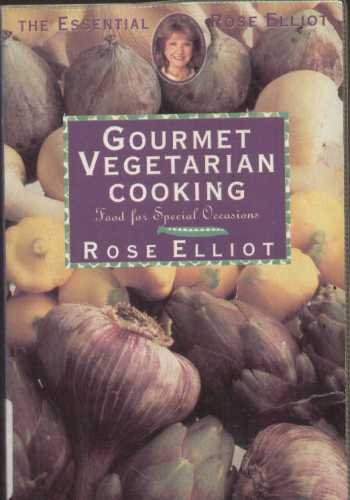 THE ESSENTIAL ROSE ELLIOT
GOURMET
VEGETARIAN
COOKING
Food for Special Occasions
ROSE ELLIOT